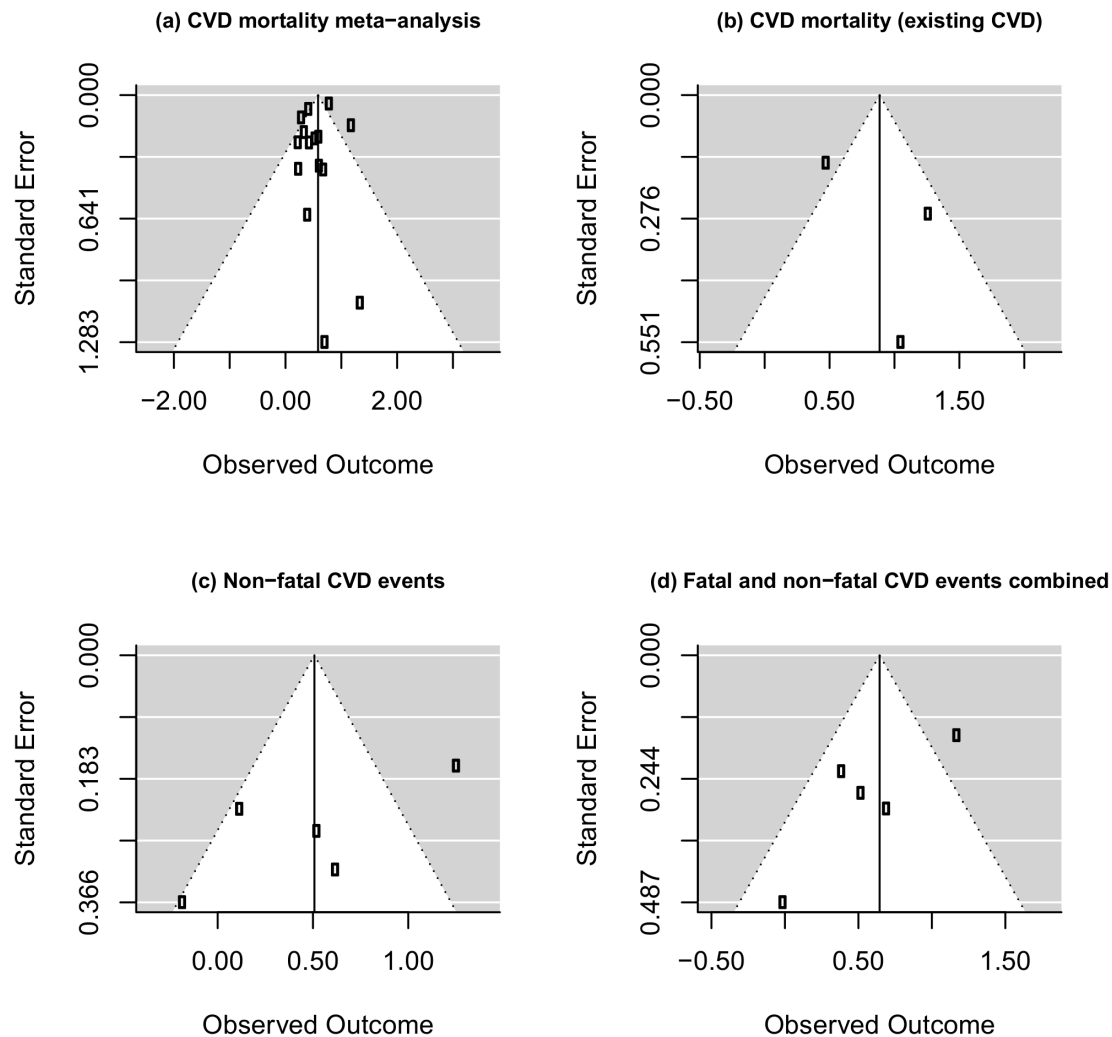 (a) CVD mortality meta−analysis
Standard Error
0.000
0.641
1.283
−2.00 0.00 2.00
Observed Outcome
(b) CVD mortality (existing CVD)
Standard Error
0.000
0.276
0.551
−0.50 0.50 1.50
Observed Outcome
(c) Non−fatal CVD events
Standard Error
0.000
0.183
0.366
0.00 0.50 1.00
Observed Outcome
(d) Fatal and non−fatal CVD events combined
Standard Error
0.000
0.244
0.487
−0.50 0.50 1.50
Observed Outcome